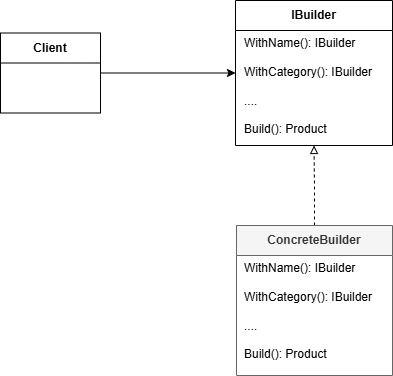 IBuilder
WithName(): IBuilder
Client
WithCategory(): IBuilder
....
Build(): Product
ConcreteBuilder
WithName(): IBuilder
WithCategory(): IBuilder
....
Build(): Product